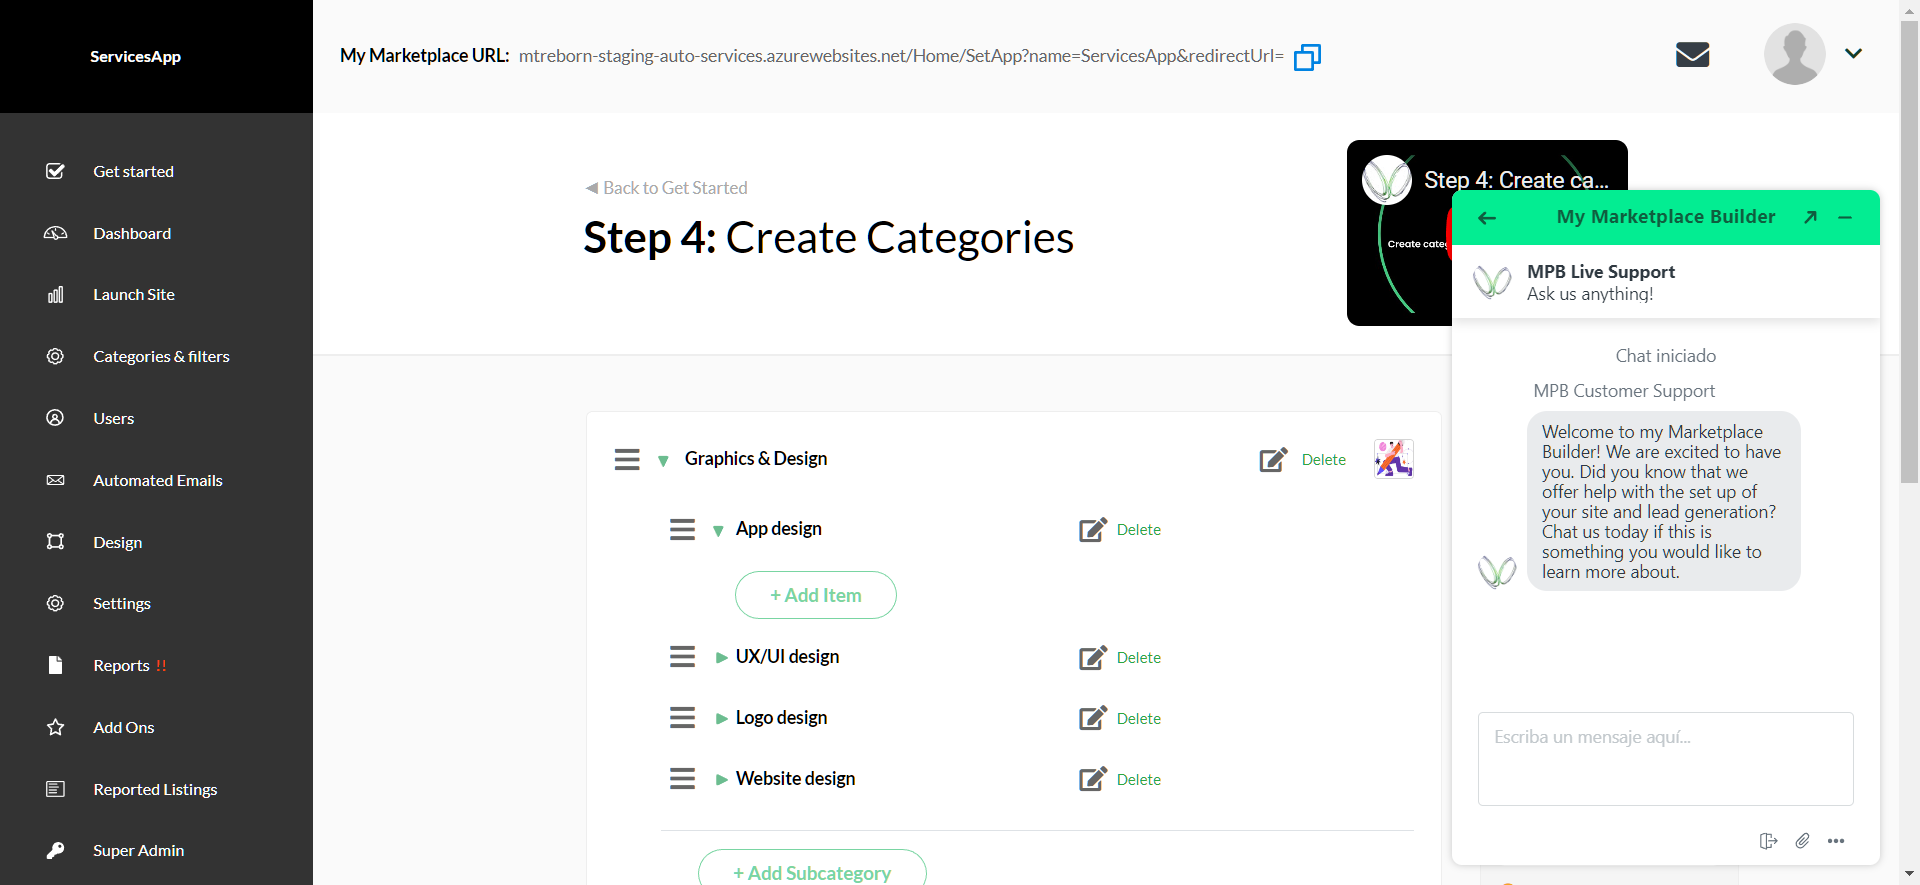 ServicesApp
My Marketplace URL: mtreborn-staging-auto-services.azurewebsites.net/Home/SetApp?name=ServicesApp&redirectUrl=
Get started
Dashboard
Launch Site
Categories & filters
Users
Automated Emails
Design
Settings
Reports !!
Add Ons
Reported Listings
Super Admin
◀ Back to Get Started
Step 4: Create Categories
Step 4: Create ca...
Create categ
Graphics & Design
Delete
App design
Delete
+ Add Item
UX/UI design
Delete
Logo design
Delete
Website design
Delete
+ Add Subcategory
My Marketplace Builder
MPB Live Support
Ask us anything!
Chat iniciado
MPB Customer Support
Welcome to my Marketplace
Builder! We are excited to have
you. Did you know that we
offer help with the set up of
your site and lead generation?
Chat us today if this is
something you would like to
learn more about.
Escriba un mensaje aquí...